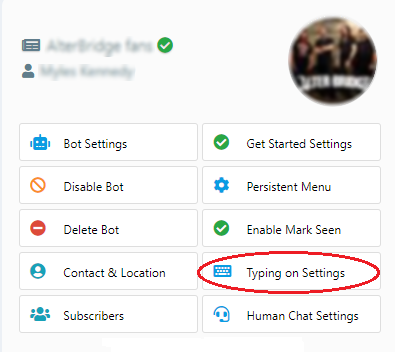 AlterBridge fans
Myles Kennedy
Bot Settings
Get Started Settings
Disable Bot
Persistent Menu
Delete Bot
Enable Mark Seen
Contact & Location
Typing on Settings
Subscribers
Human Chat Settings